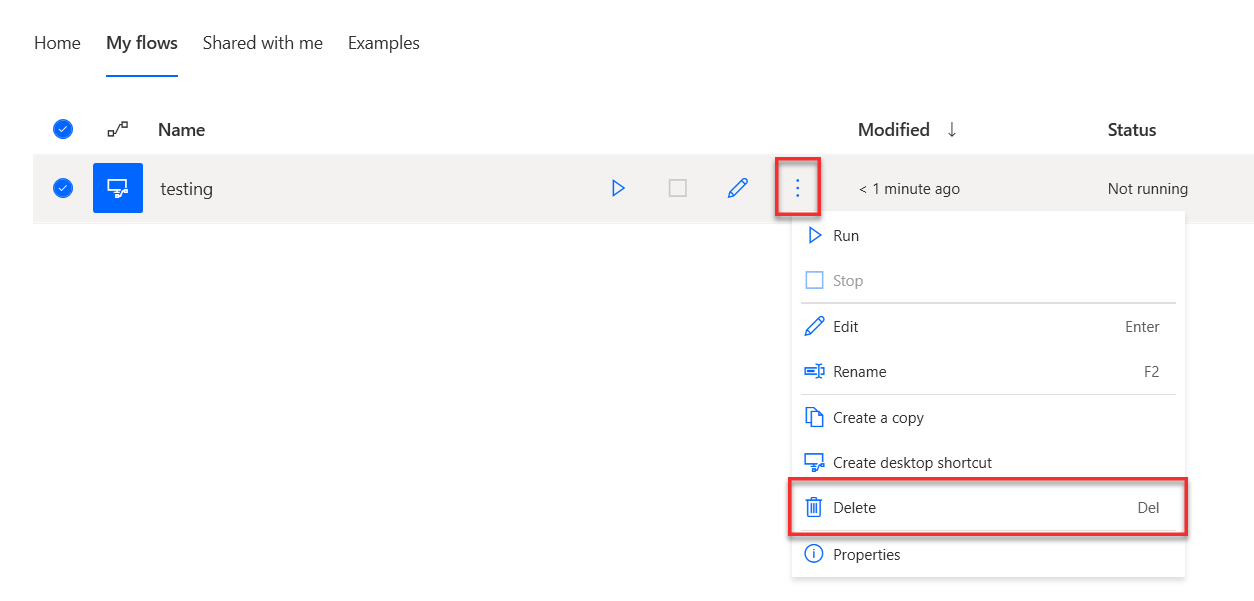 Home My flows Shared with me Examples
Name Modified ↓ Status
testing < 1 minute ago Not running
Run
Stop
Edit Enter
Rename F2
Create a copy
Create desktop shortcut
Delete Del
Properties